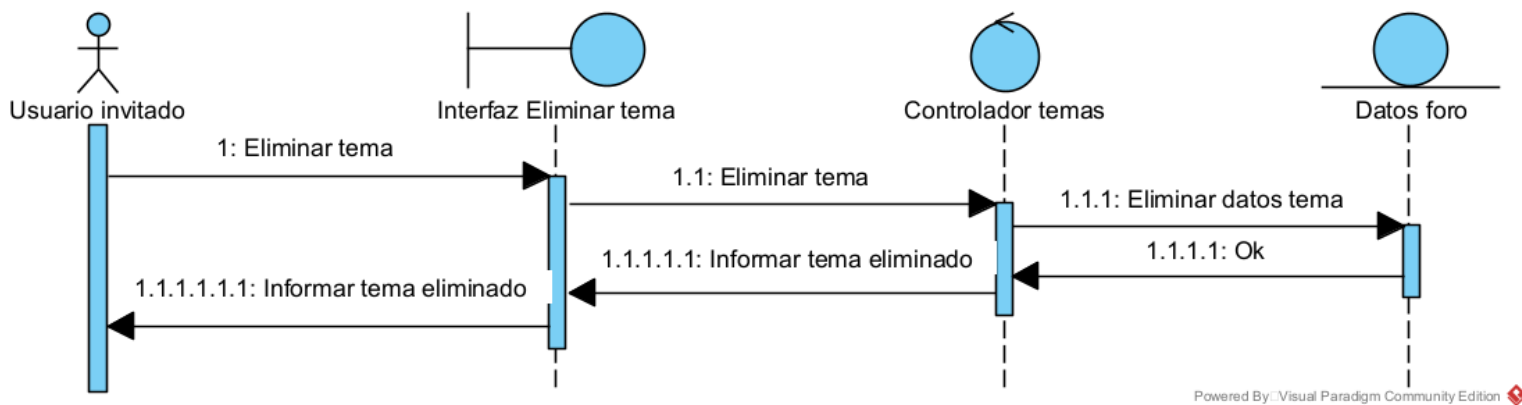 Usuario invitado
Interfaz Eliminar tema
Controlador temas
Datos foro
1: Eliminar tema
1.1: Eliminar tema
1.1.1: Eliminar datos tema
1.1.1.1: Ok
1.1.1.1.1: Informar tema eliminado
1.1.1.1.1.1: Informar tema eliminado
Powered By Visual Paradigm Community Edition